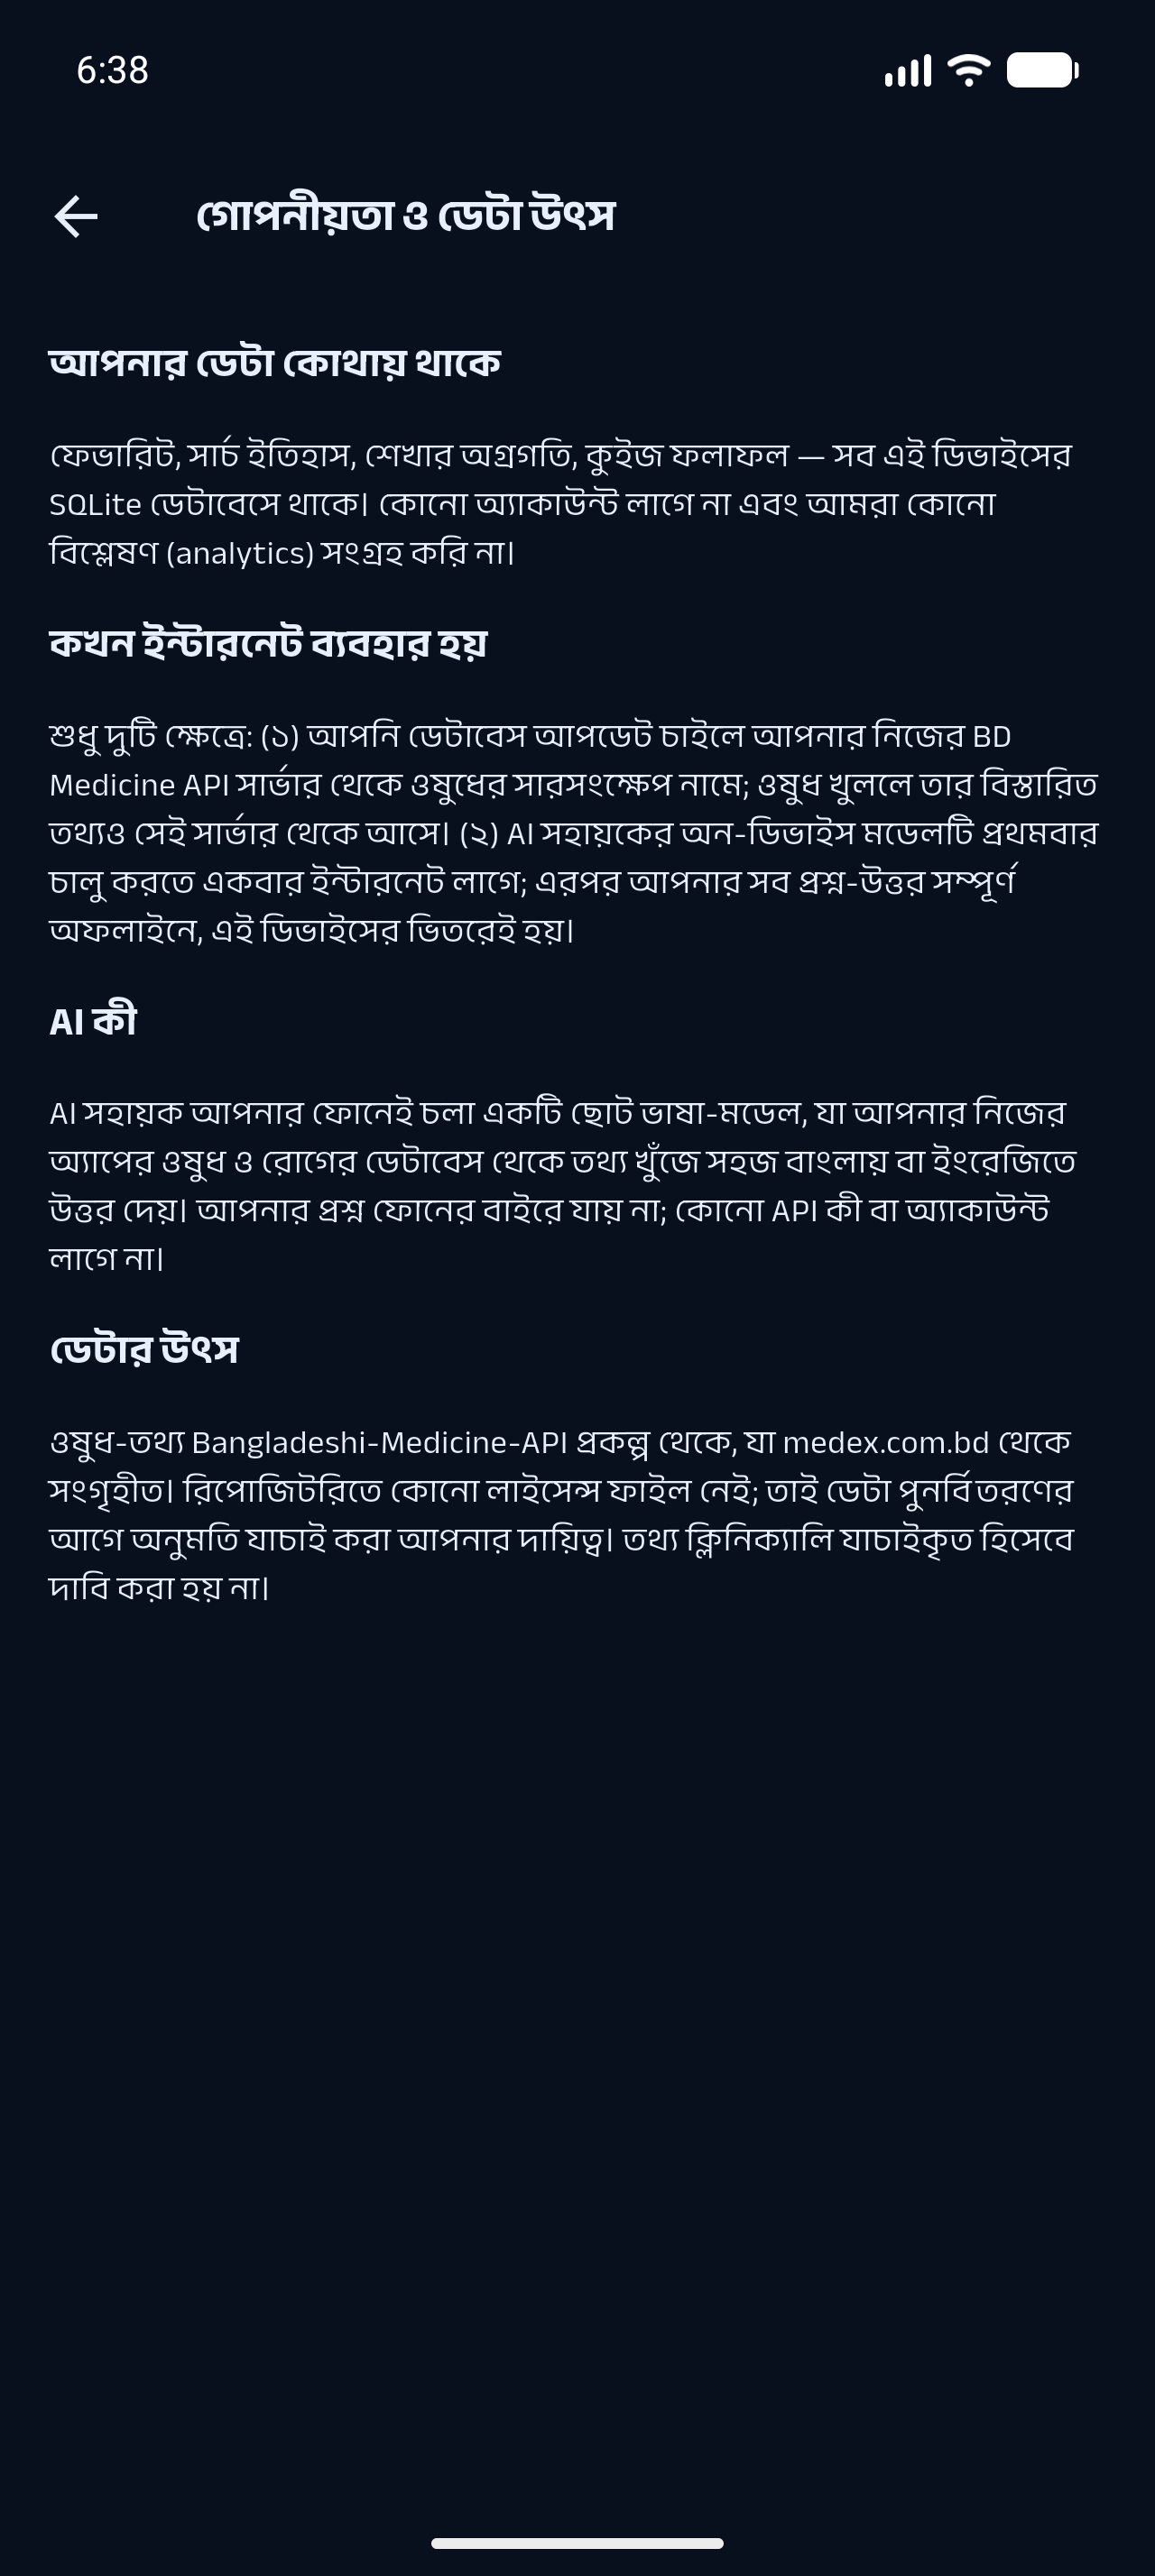 6:38
গোপনীয়তা ও ডেটা উৎস
আপনার ডেটা কোথায় থাকে
ফেভারিট, সার্চ ইতিহাস, শেখার অগ্রগতি, কুইজ ফলাফল — সব এই ডিভাইসের
SQLite ডেটাবেসে থাকে। কোনো অ্যাকাউন্ট লাগে না এবং আমরা কোনো
বিশ্লেষণ (analytics) সংগ্রহ করি না।
কখন ইন্টারনেট ব্যবহার হয়
শুধু দুটি ক্ষেত্রে: (১) আপনি ডেটাবেস আপডেট চাইলে আপনার নিজের BD
Medicine API সার্ভার থেকে ওষুধের সারসংক্ষেপ নামে; ওষুধ খুললে তার বিস্তারিত
তথ্যও সেই সার্ভার থেকে আসে। (২) AI সহায়কের অন-ডিভাইস মডেলটি প্রথমবার
চালু করতে একবার ইন্টারনেট লাগে; এরপর আপনার সব প্রশ্ন-উত্তর সম্পূর্ণ
অফলাইনে, এই ডিভাইসের ভিতরেই হয়।
AI কী
AI সহায়ক আপনার ফোনেই চলা একটি ছোট ভাষা-মডেল, যা আপনার নিজের
অ্যাপের ওষুধ ও রোগের ডেটাবেস থেকে তথ্য খুঁজে সহজ বাংলায় বা ইংরেজিতে
উত্তর দেয়। আপনার প্রশ্ন ফোনের বাইরে যায় না; কোনো API কী বা অ্যাকাউন্ট
লাগে না।
ডেটার উৎস
ওষুধ-তথ্য Bangladeshi-Medicine-API প্রকল্প থেকে, যা medex.com.bd থেকে
সংগৃহীত। রিপোজিটরিতে কোনো লাইসেন্স ফাইল নেই; তাই ডেটা পুনর্বিতরণের
আগে অনুমতি যাচাই করা আপনার দায়িত্ব। তথ্য ক্লিনিক্যালি যাচাইকৃত হিসেবে
দাবি করা হয় না।